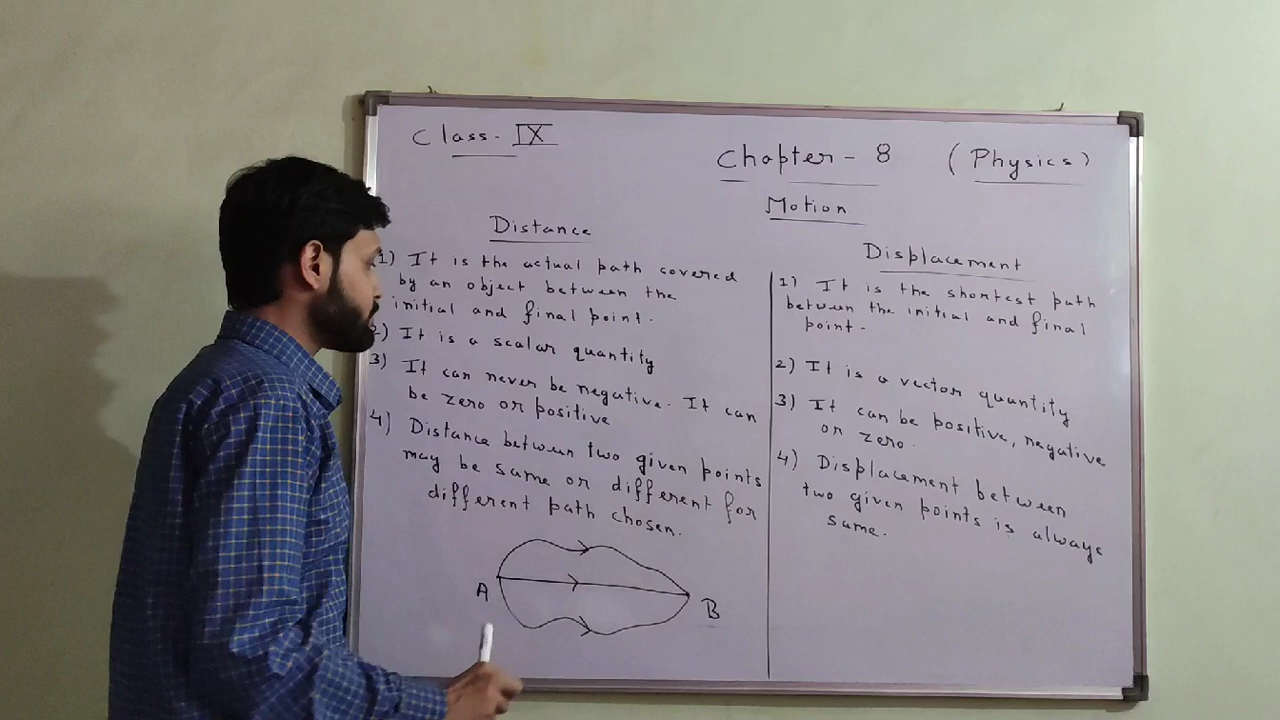 Class - IX
Chapter - 8 (Physics)
Motion
Distance
1) It is the actual path covered
by an object between the
initial and final point.
2) It is a scalar quantity
3) It can never be negative. It can
be zero or positive
4) Distance between two given points
may be same or different for
different path chosen.
A
B
Displacement
1) It is the shortest path
between the initial and final
point.
2) It is a vector quantity
3) It can be positive, negative
or zero.
4) Displacement between
two given points is always
same.